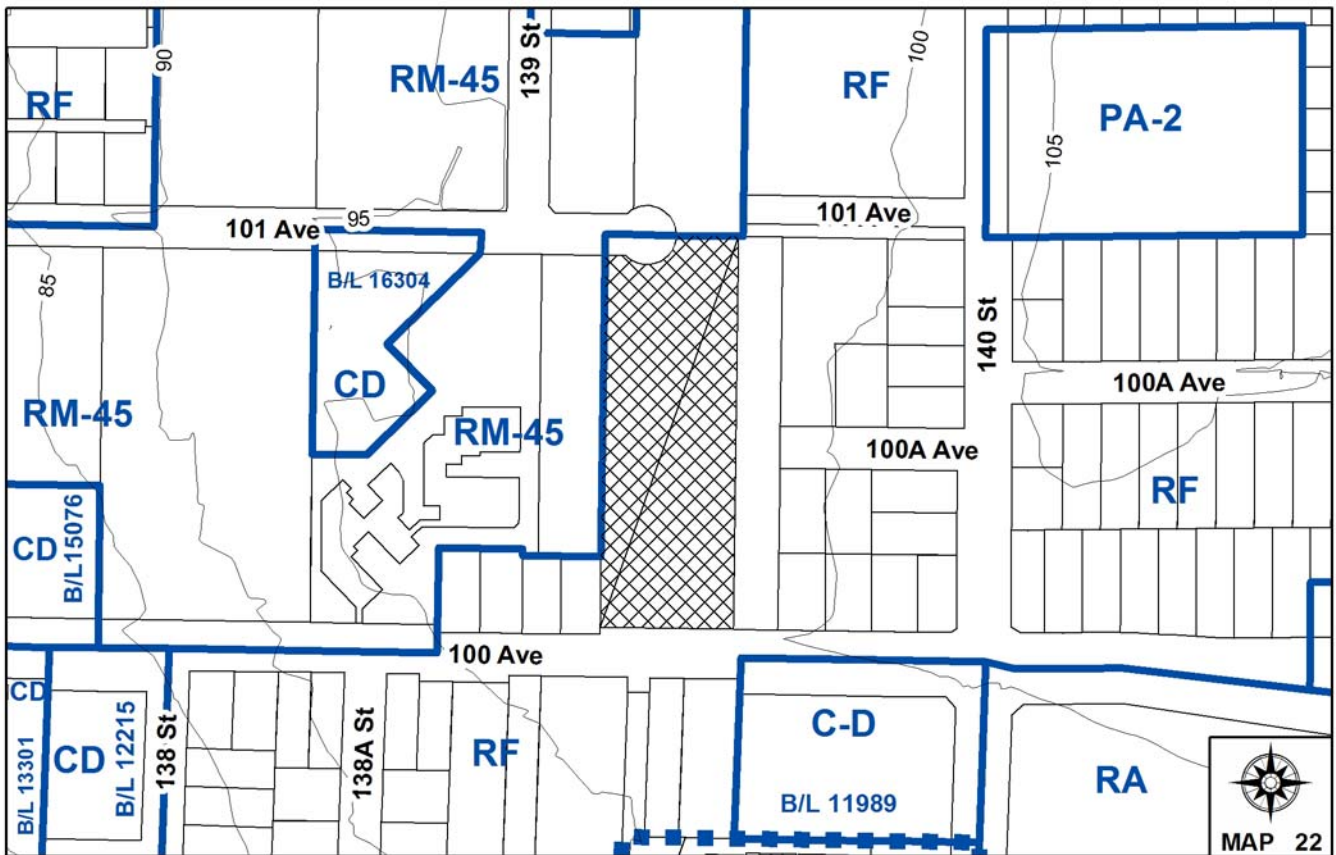 139 St
100
90
RM-45
RF
RF
PA-2
105
101 Ave
95
101 Ave
B/L 16304
85
140 St
CD
100A Ave
RM-45
RM-45
100A Ave
RF
CD
B/L15076
100 Ave
CD
B/L 13301
CD
B/L 12215
138 St
138A St
RF
C-D
B/L 11989
RA
MAP 22